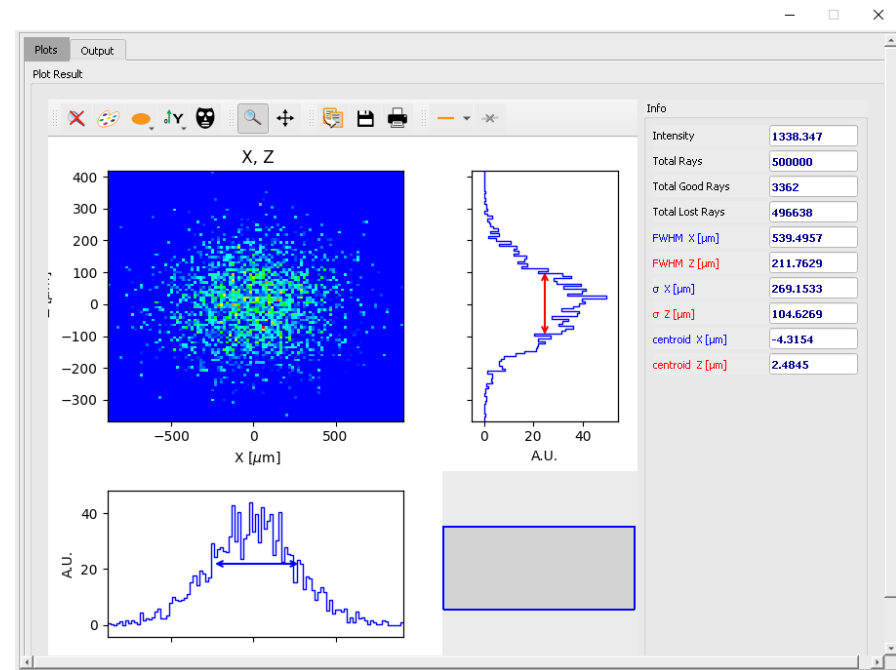 Plots Output
Plot Result
Info
Intensity 1338.347
Total Rays 500000
Total Good Rays 3362
Total Lost Rays 496638
FWHM X [μm] 539.4957
FWHM Z [μm] 211.7629
σ X [μm] 269.1533
σ Z [μm] 104.6269
centroid X [μm] -4.3154
centroid Z [μm] 2.4845
X, Z
400
300
200
100
0
−100
−200
−300
−500 0 500
X [μm]
0 20 40
A.U.
40
20
0
A.U.